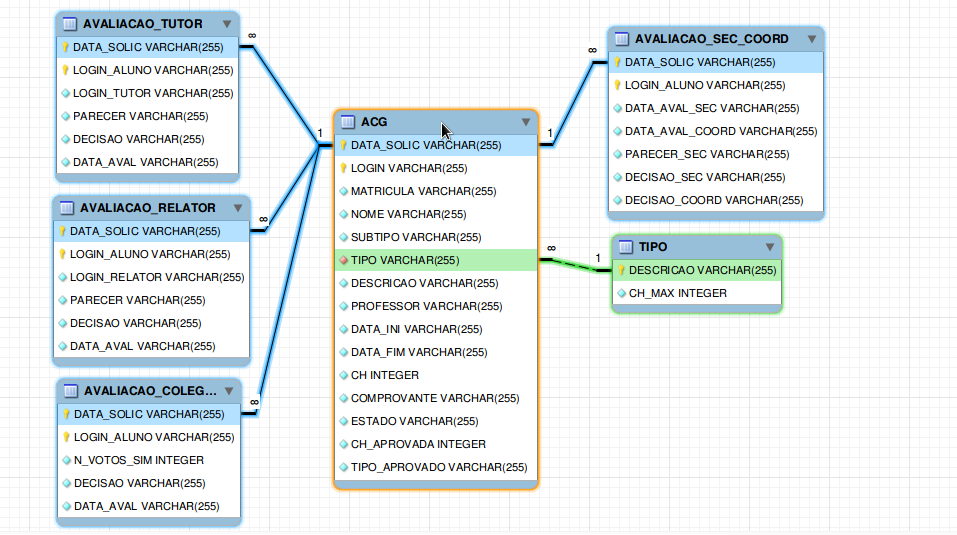 AVALIACAO_TUTOR
DATA_SOLIC VARCHAR(255)
LOGIN_ALUNO VARCHAR(255)
LOGIN_TUTOR VARCHAR(255)
PARECER VARCHAR(255)
DECISAO VARCHAR(255)
DATA_AVAL VARCHAR(255)
∞
AVALIACAO_RELATOR
DATA_SOLIC VARCHAR(255)
LOGIN_ALUNO VARCHAR(255)
LOGIN_RELATOR VARCHAR(255)
PARECER VARCHAR(255)
DECISAO VARCHAR(255)
DATA_AVAL VARCHAR(255)
∞
AVALIACAO_COLEG...
DATA_SOLIC VARCHAR(255)
LOGIN_ALUNO VARCHAR(255)
N_VOTOS_SIM INTEGER
DECISAO VARCHAR(255)
DATA_AVAL VARCHAR(255)
∞
1
ACG
DATA_SOLIC VARCHAR(255)
LOGIN VARCHAR(255)
MATRICULA VARCHAR(255)
NOME VARCHAR(255)
SUBTIPO VARCHAR(255)
TIPO VARCHAR(255)
DESCRICAO VARCHAR(255)
PROFESSOR VARCHAR(255)
DATA_INI VARCHAR(255)
DATA_FIM VARCHAR(255)
CH INTEGER
COMPROVANTE VARCHAR(255)
ESTADO VARCHAR(255)
CH_APROVADA INTEGER
TIPO_APROVADO VARCHAR(255)
1
∞
AVALIACAO_SEC_COORD
DATA_SOLIC VARCHAR(255)
LOGIN_ALUNO VARCHAR(255)
DATA_AVAL_SEC VARCHAR(255)
DATA_AVAL_COORD VARCHAR(255)
PARECER_SEC VARCHAR(255)
DECISAO_SEC VARCHAR(255)
DECISAO_COORD VARCHAR(255)
∞
1
TIPO
DESCRICAO VARCHAR(255)
CH_MAX INTEGER